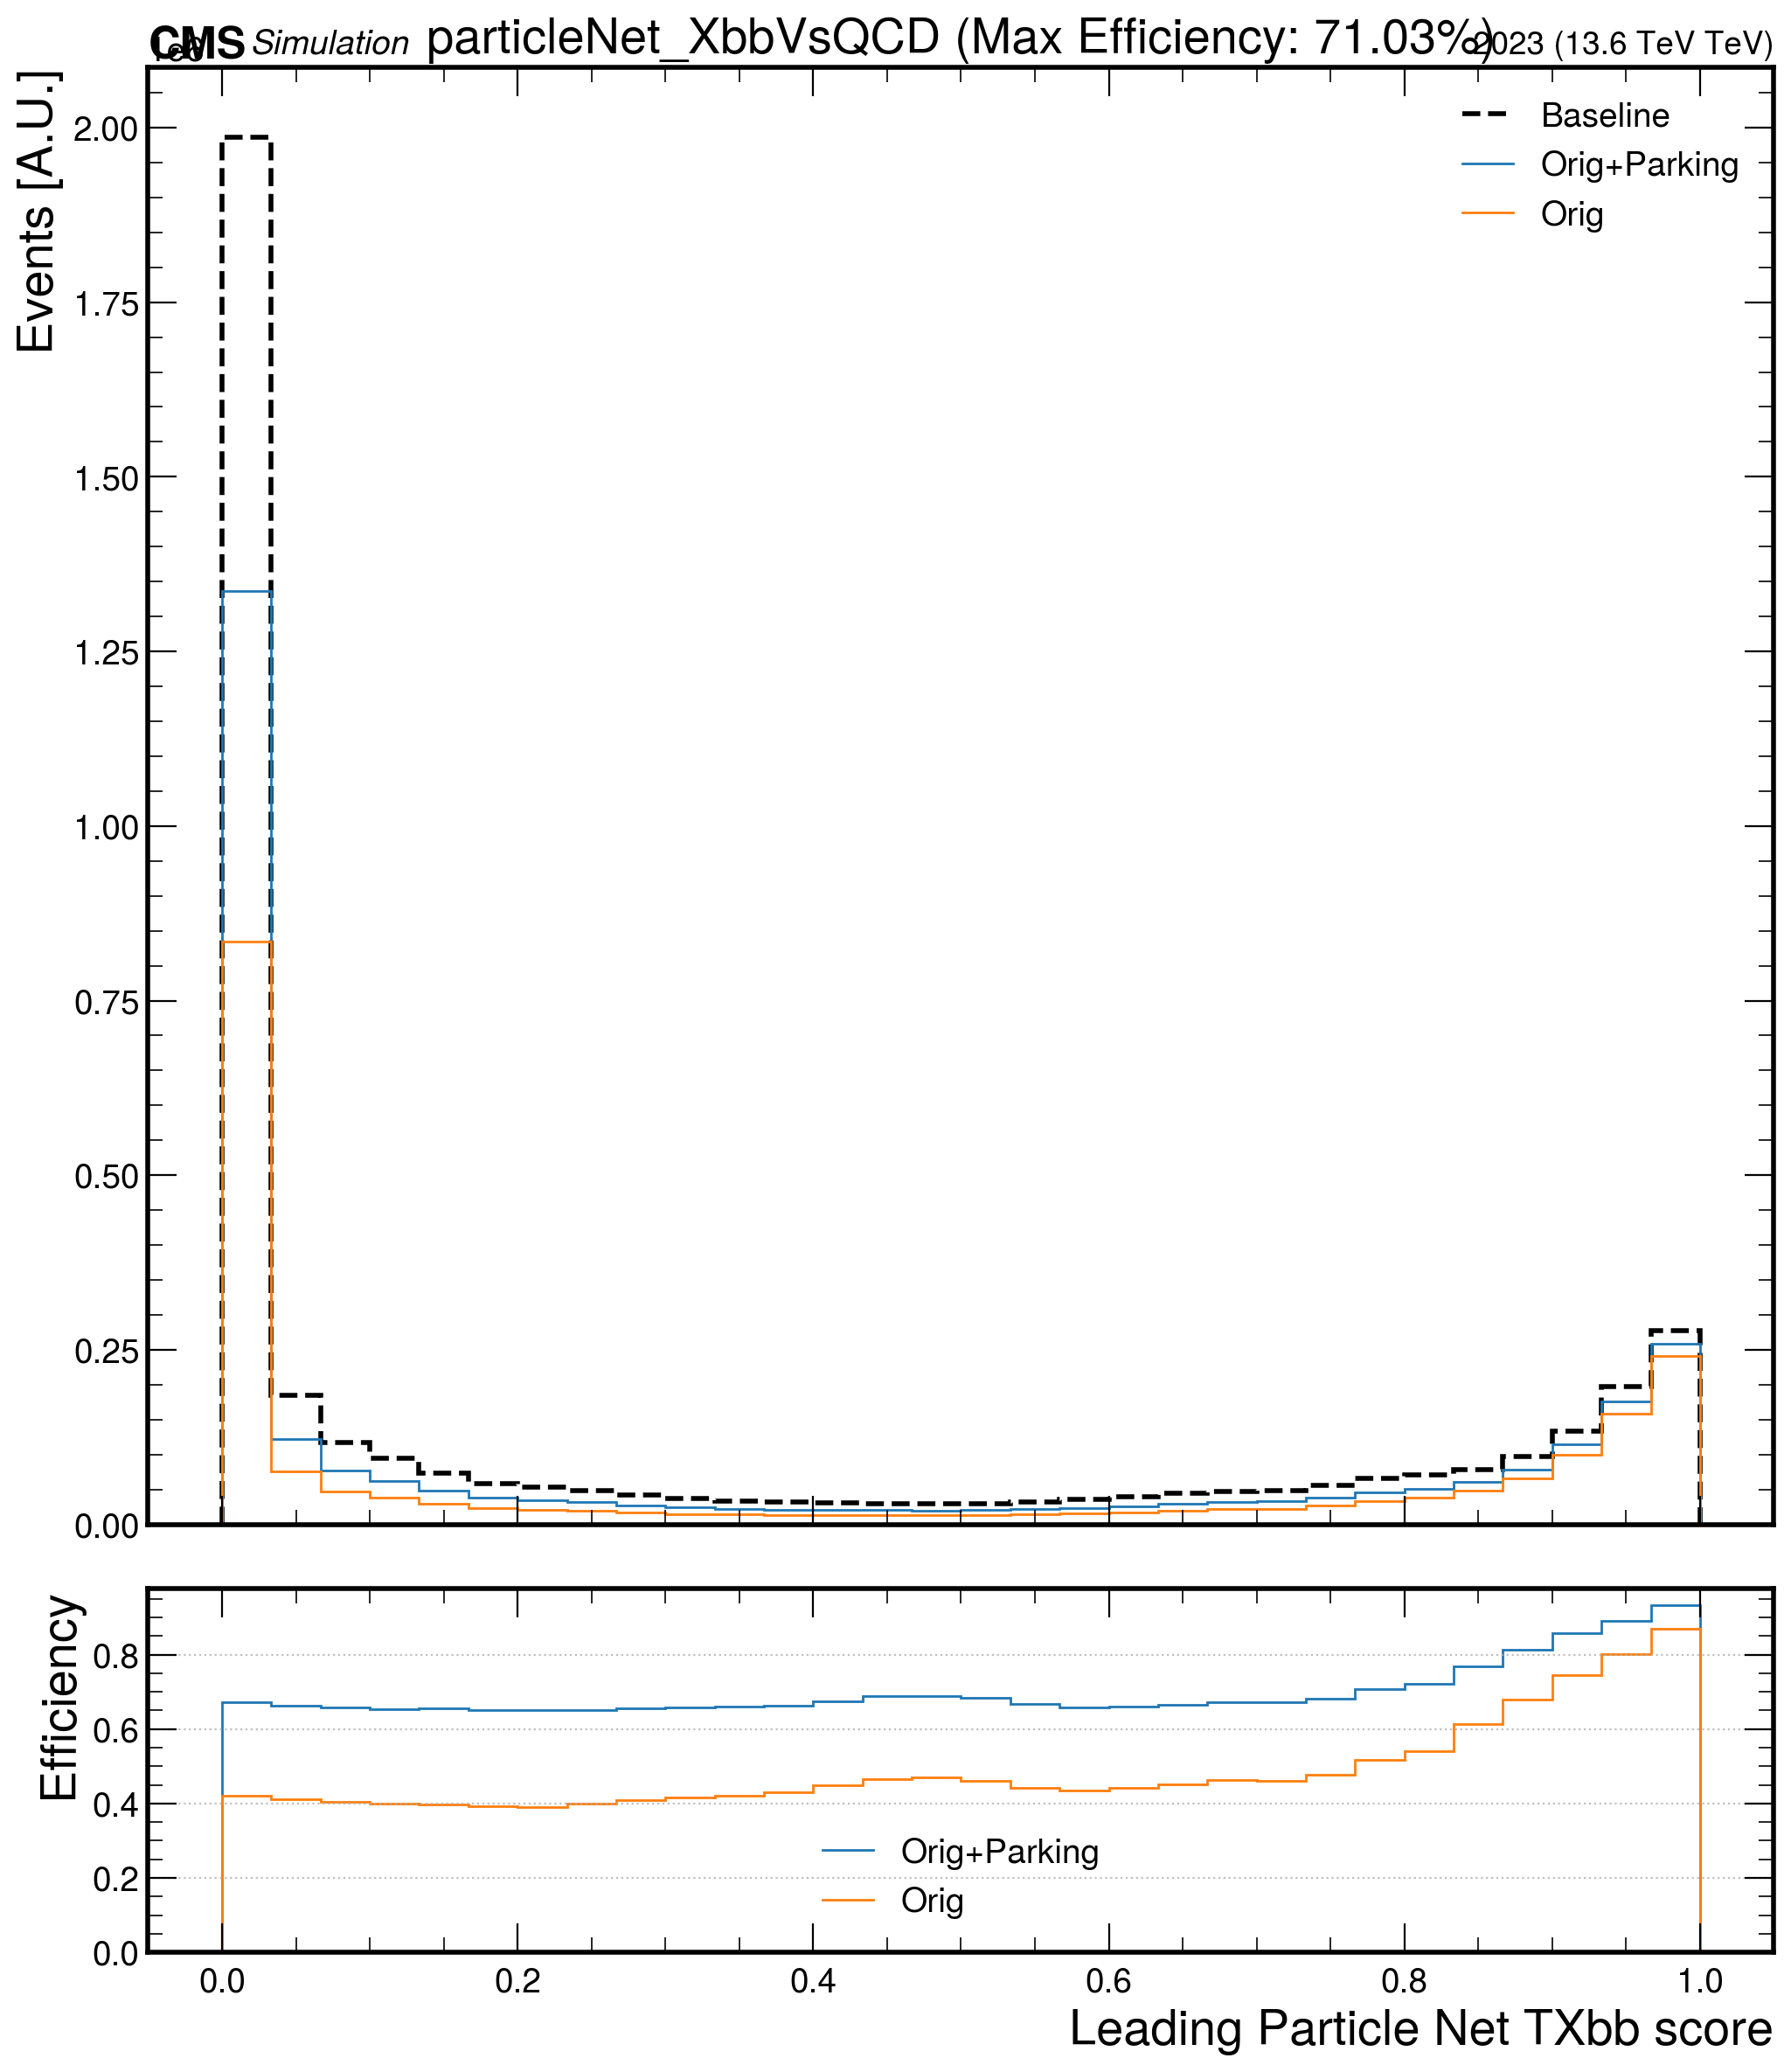 CMS Simulation particleNet_XbbVsQCD (Max Efficiency: 71.03%) 2023 (13.6 TeV TeV)
Events [A.U.]
2.00
1.75
1.50
1.25
1.00
0.75
0.50
0.25
0.00
Baseline
Orig+Parking
Orig
Efficiency
0.8
0.6
0.4
0.2
0.0
Orig+Parking
Orig
0.0 0.2 0.4 0.6 0.8 1.0
Leading Particle Net TXbb score